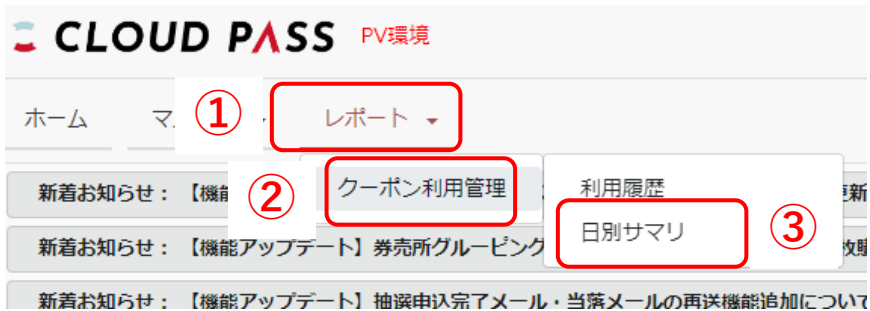 CLOUD PASS PV環境
ホーム
①
レポート
②
クーポン利用管理
利用履歴
日別サマリ
③
新着お知らせ：【機能
新着お知らせ：【機能アップデート】券売所グルーピング
新着お知らせ：【機能アップデート】抽選申込完了メール・当落メールの再送機能追加について